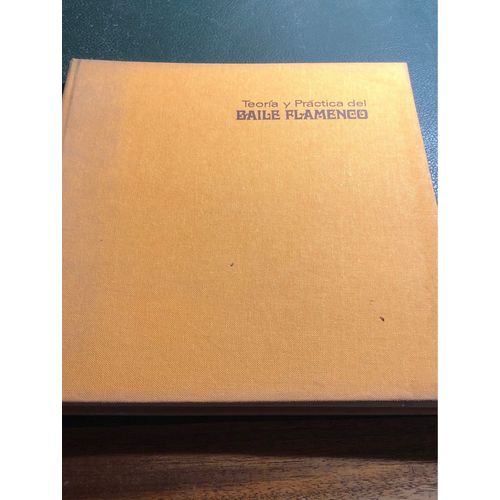 Teoría y Práctica del
BAILE FLAMENCO